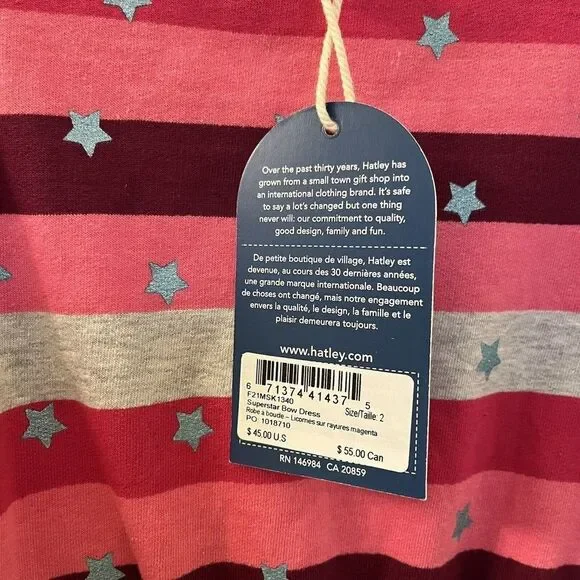 Over the past thirty years, Hatley has
grown from a small town gift shop into
an international clothing brand. It's safe
to say a lot's changed but one thing
never will: our commitment to quality,
good design, family and fun.
De petite boutique de village, Hatley est
devenue, au cours des 30 dernières années,
une grande marque internationale. Beaucoup
de choses ont changé, mais notre engagement
envers la qualité, le design, la famille et le
plaisir demeurera toujours.
www.hatley.com
6 71374 41437 5
F21MSK1340
Superstar Bow Dress Size/Taille: 2
Robe à boude – Licornes sur rayures magenta
PO: 1018710
$ 45.00 U.S $ 55.00 Can
RN 146984 CA 20859